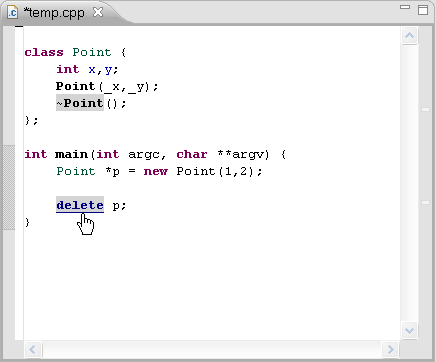 *temp.cpp
class Point {
int x,y;
Point(_x,_y);
~Point();
};
int main(int argc, char **argv) {
Point *p = new Point(1,2);
delete p;
}